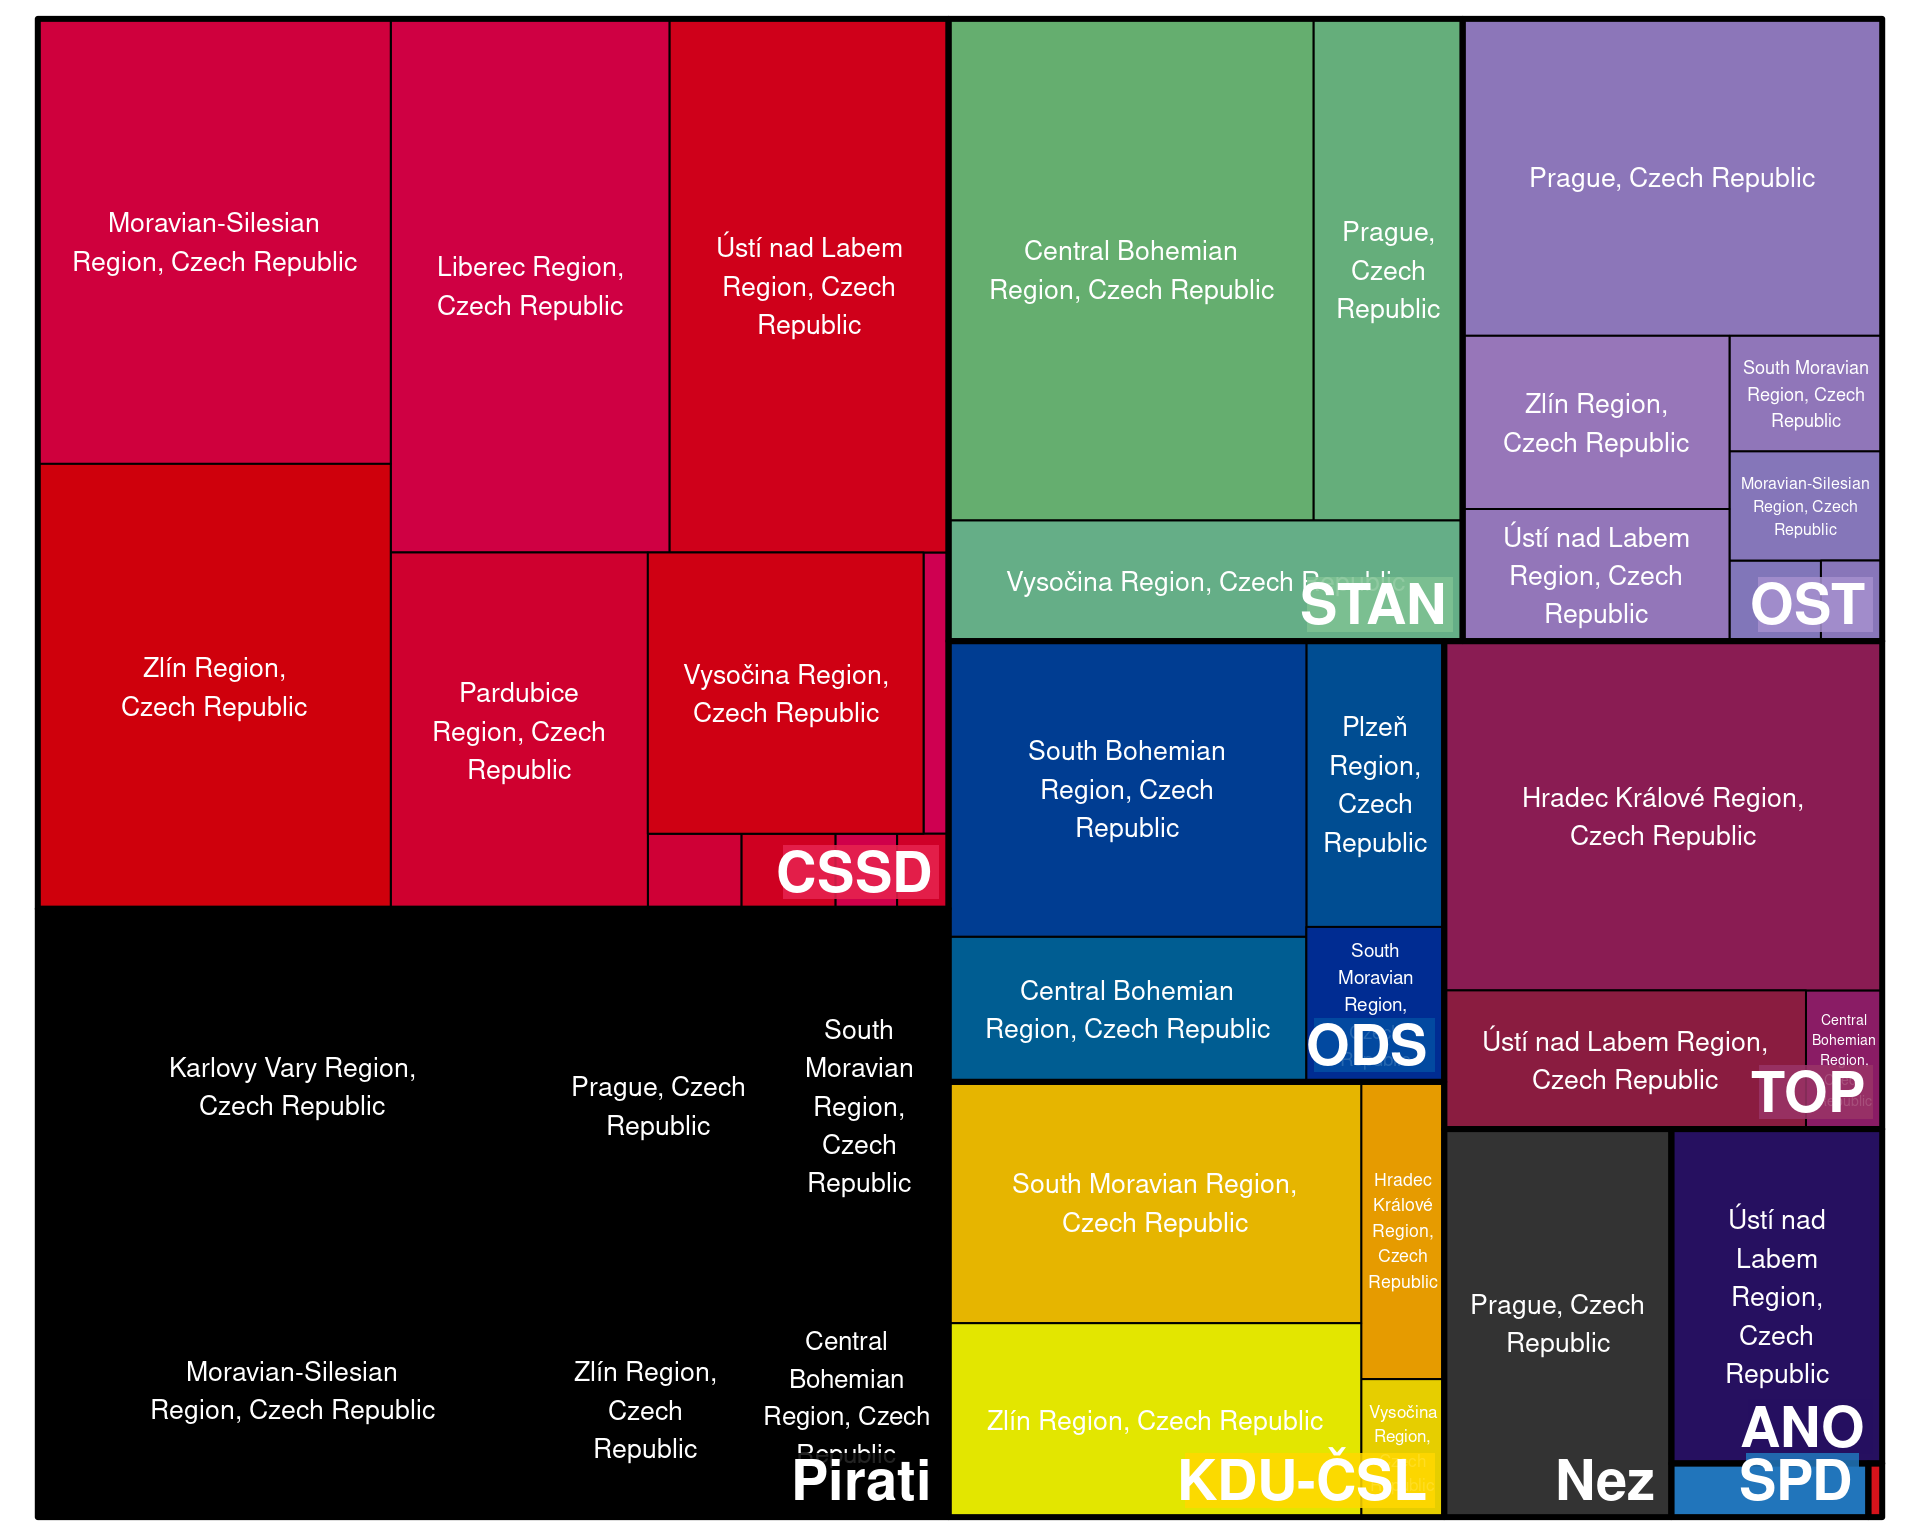 Moravian-Silesian
Region, Czech Republic
Liberec Region,
Czech Republic
Ústí nad Labem
Region, Czech
Republic
Zlín Region,
Czech Republic
Pardubice
Region, Czech
Republic
Vysočina Region,
Czech Republic
CSSD
Central Bohemian
Region, Czech Republic
Prague,
Czech
Republic
Vysočina Region, Czech Republic
STAN
Prague, Czech Republic
Zlín Region,
Czech Republic
South Moravian
Region, Czech
Republic
Moravian-Silesian
Region, Czech
Republic
Ústí nad Labem
Region, Czech
Republic
OST
South Bohemian
Region, Czech
Republic
Plzeň
Region,
Czech
Republic
Central Bohemian
Region, Czech Republic
South
Moravian
Region,
ODS
Hradec Králové Region,
Czech Republic
Ústí nad Labem Region,
Czech Republic
Central
Bohemian
Region,
TOP
Karlovy Vary Region,
Czech Republic
Prague, Czech
Republic
South
Moravian
Region,
Czech
Republic
Moravian-Silesian
Region, Czech Republic
Zlín Region,
Czech
Republic
Central
Bohemian
Region, Czech
Republic
Pirati
South Moravian Region,
Czech Republic
Hradec
Králové
Region,
Czech
Republic
Zlín Region, Czech Republic
Vysočina
Region,
KDU-ČSL
Prague, Czech
Republic
Nez
Ústí nad
Labem
Region,
Czech
Republic
ANO
SPD